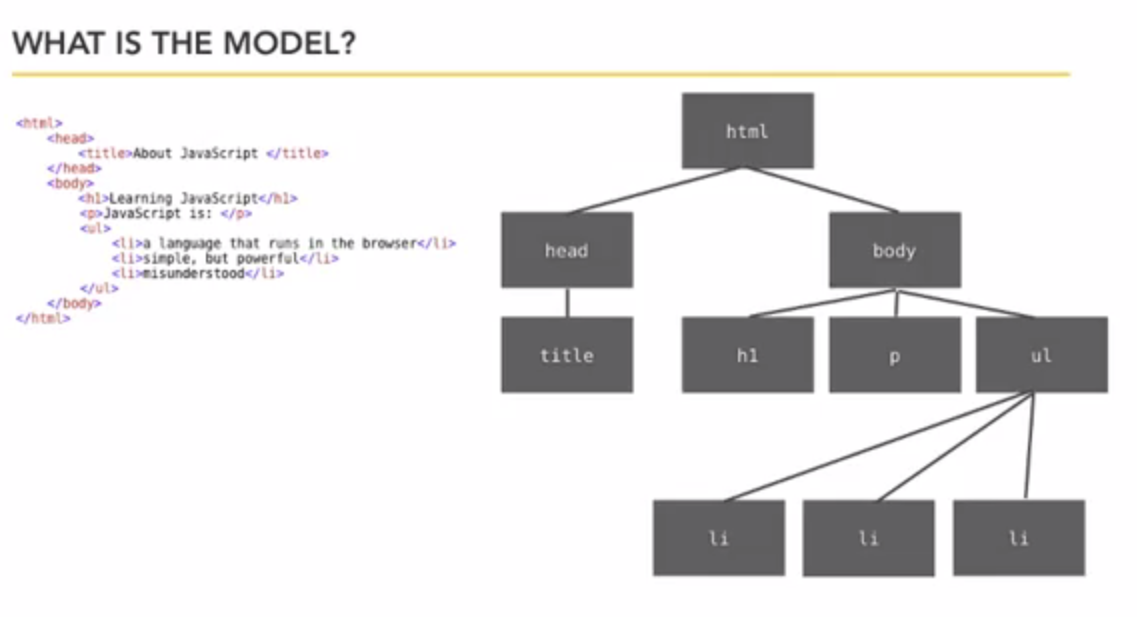 WHAT IS THE MODEL?
<html>
<head>
<title>About JavaScript </title>
</head>
<body>
<h1>Learning JavaScript</h1>
<p>JavaScript is: </p>
<ul>
<li>a language that runs in the browser</li>
<li>simple, but powerful</li>
<li>misunderstood</li>
</ul>
</body>
</html>
html
head body
title h1 p ul
li li li